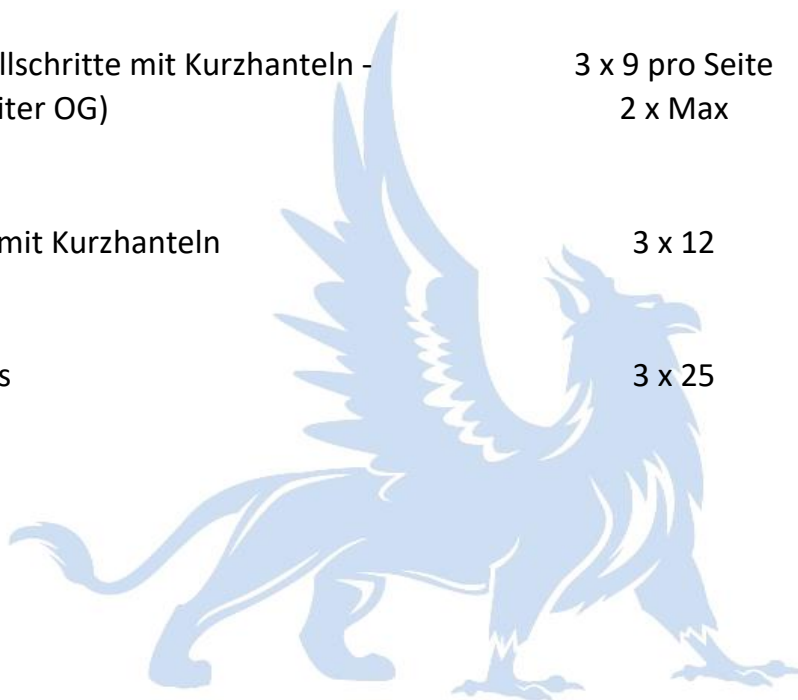 llschritte mit Kurzhanteln - 3 x 9 pro Seite
iter OG) 2 x Max
mit Kurzhanteln 3 x 12
s 3 x 25